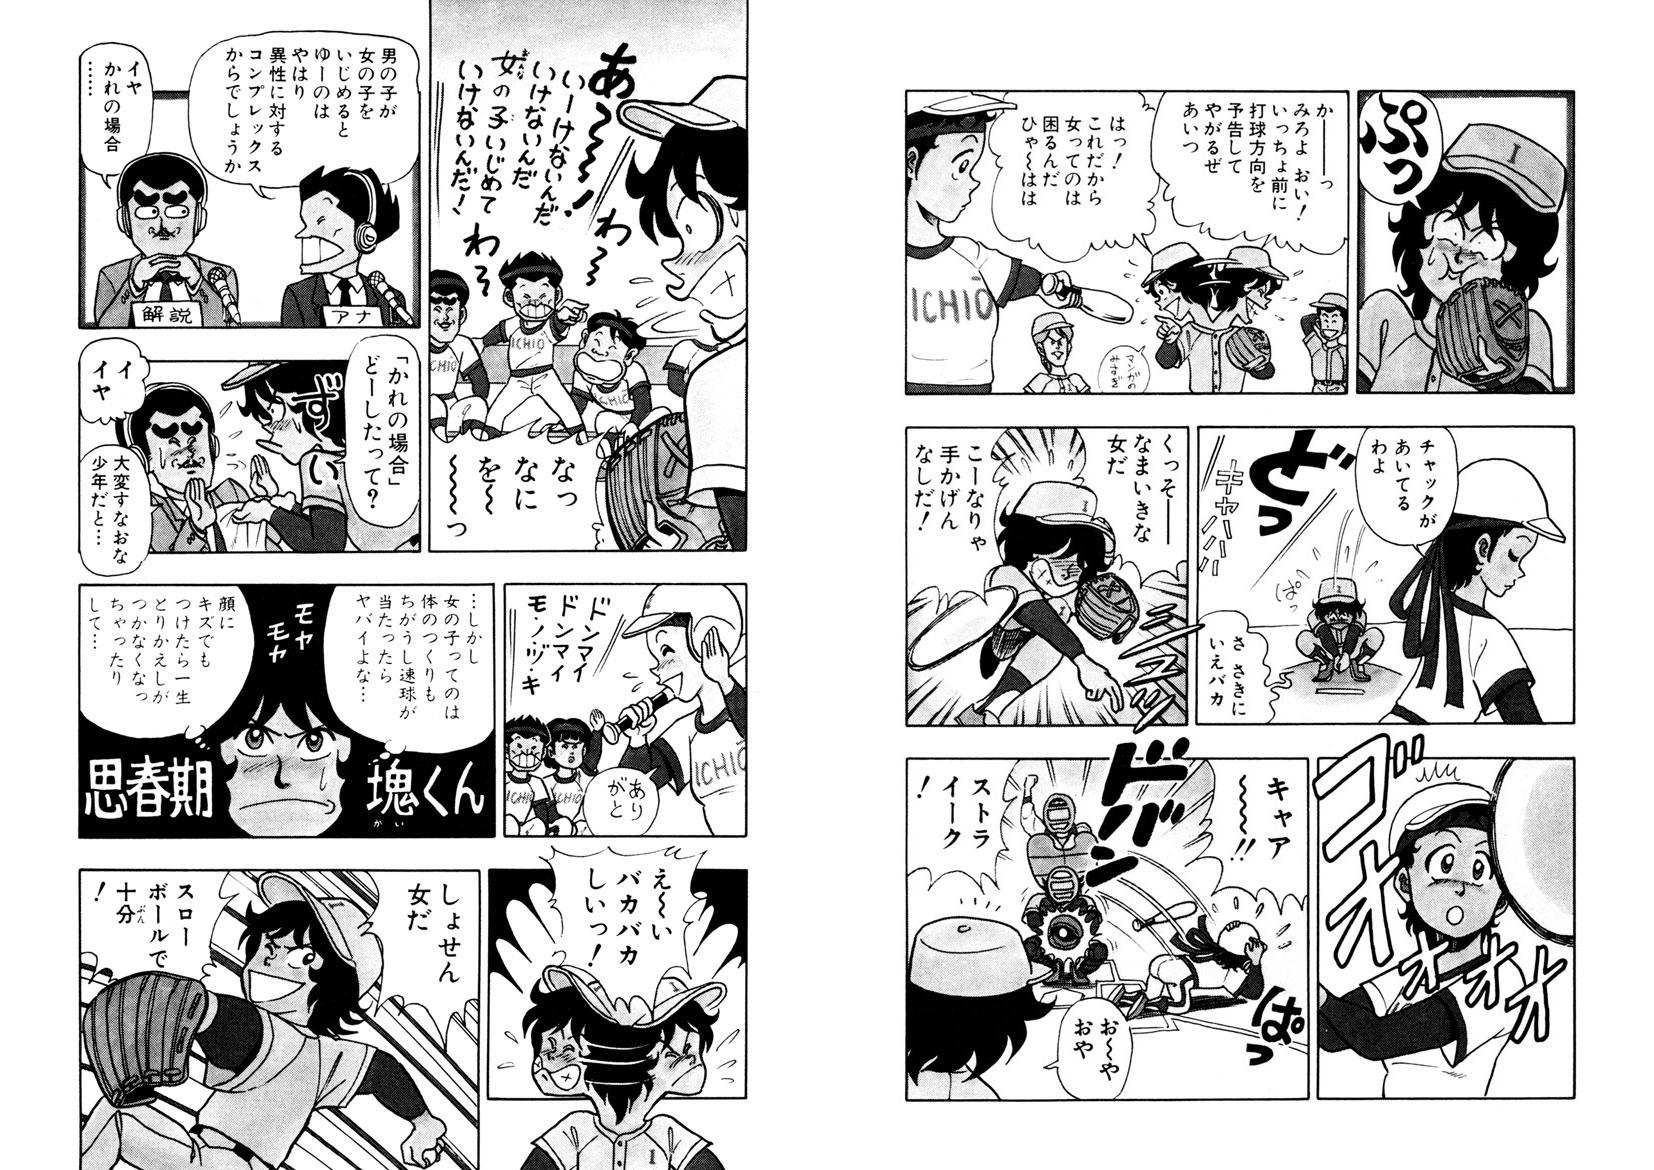 ぷっ
かーーーっ
みろよ おい!
いっちょ前に
打球方向を
予告して
やがるぜ
あいつ
はっ!
これだから
女ってのは
困るんだ
ひゃ〜はは
マンガの
みすぎ
ICHIO
チャックが
あいてる
わよ
どっ
キャハハハ
ぱっ
さ さきに
いえバカ
くっそーーー
なまいきな
女だ
こーなりゃ
手かげん
なしだ!
ゴオオオオ
キャア
〜〜〜!!
ドバン
ストラ
イーク
!
ぱっ
お〜や
おや
あ〜〜〜!
いーけないんだ
いけないんだ
女の子いじめて
いけないんだ!
わ〜〜
わ〜〜
ICHIO
ICHIO
ICHIO
なっ
なに
を〜
〜〜〜っ
男の子が
女の子を
いじめると
ゆーのは
やはり
異性に対する
コンプレックス
からでしょうか
イヤ
かれの場合
……
解説
アナ
「かれの場合」
どーしたって?
ずい
イ
イヤ
大変すなおな
少年だと…
ドンマイ
ドンマイ
モ・ノ・ヅ・キ
あり
がと
ICHIO
ICHIO
ICHIO
…しかし
女の子ってのは
体のつくりも
ちがうし速球が
当たったら
ヤバイよな…
モヤ
モヤ
顔に
キズでも
つけたら一生
とりかえしが
つかなくなっ
ちゃったり
して…
思春期
塊くん
え〜い
バカバカ
しいっ!
しょせん
女だ
スロー
ボールで
十分
!